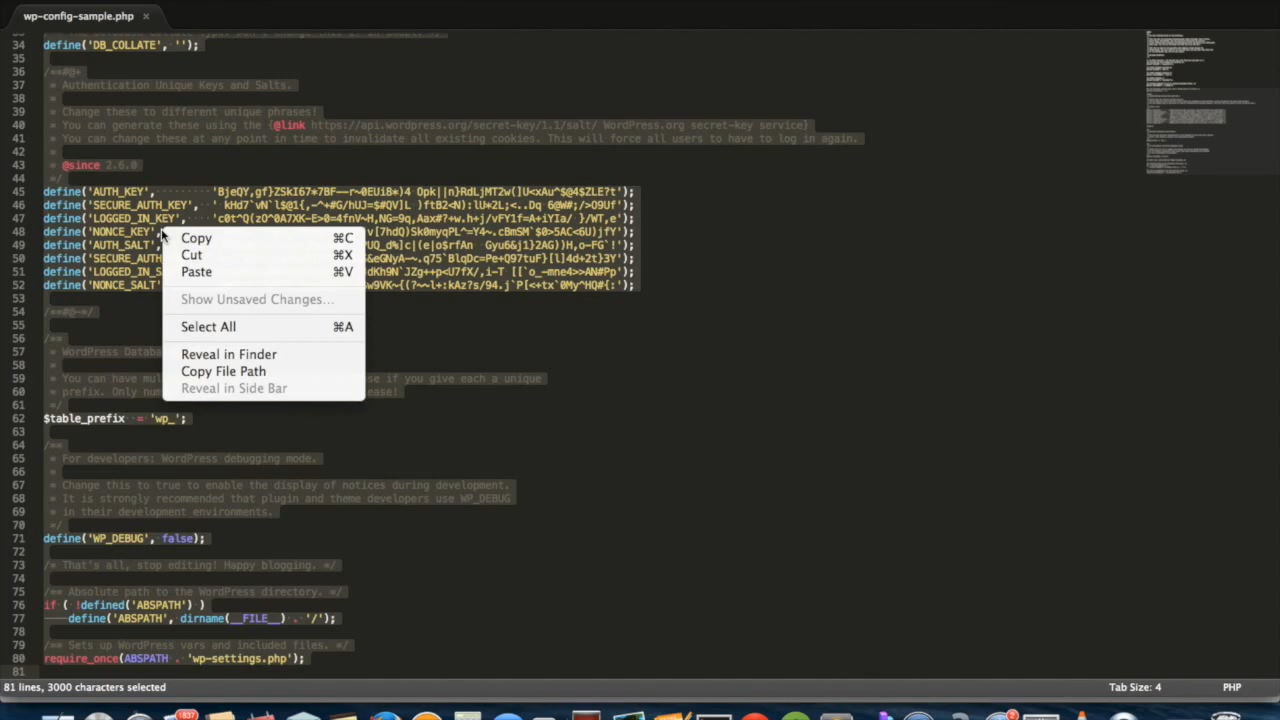 wp-config-sample.php ×
34 define('DB_COLLATE', '');
35
36 /**#@+
37 * Authentication Unique Keys and Salts.
38 *
39 * Change these to different unique phrases!
40 * You can generate these using the {@link https://api.wordpress.org/secret-key/1.1/salt/ WordPress.org secret-key service}
41 * You can change these at any point in time to invalidate all existing cookies. This will force all users to have to log in again.
42 *
43 * @since 2.6.0
44 */
45 define('AUTH_KEY',
46 define('SECURE_AUTH_KEY',
47 define('LOGGED_IN_KEY',
48 define('NONCE_KEY',
49 define('AUTH_SALT',
50 define('SECURE_AUTH
51 define('LOGGED_IN_S
52 define('NONCE_SALT'
53
54 /**#@-*/
55
56 /**
57 * WordPress Databa
58 *
59 * You can have mul se if you give each a unique
60 * prefix. Only num ease!
61 */
62 $table_prefix = 'wp_';
63
64 /**
65 * For developers: WordPress debugging mode.
66 *
67 * Change this to true to enable the display of notices during development.
68 * It is strongly recommended that plugin and theme developers use WP_DEBUG
69 * in their development environments.
70 */
71 define('WP_DEBUG', false);
72
73 /* That's all, stop editing! Happy blogging. */
74
75 /** Absolute path to the WordPress directory. */
76 if ( !defined('ABSPATH') )
77 define('ABSPATH', dirname(__FILE__) . '/');
78
79 /** Sets up WordPress vars and included files. */
80 require_once(ABSPATH . 'wp-settings.php');
81
Copy ⌘C
Cut ⌘X
Paste ⌘V
Show Unsaved Changes...
Select All ⌘A
Reveal in Finder
Copy File Path
Reveal in Side Bar
81 lines, 3000 characters selected Tab Size: 4 PHP
1537
2